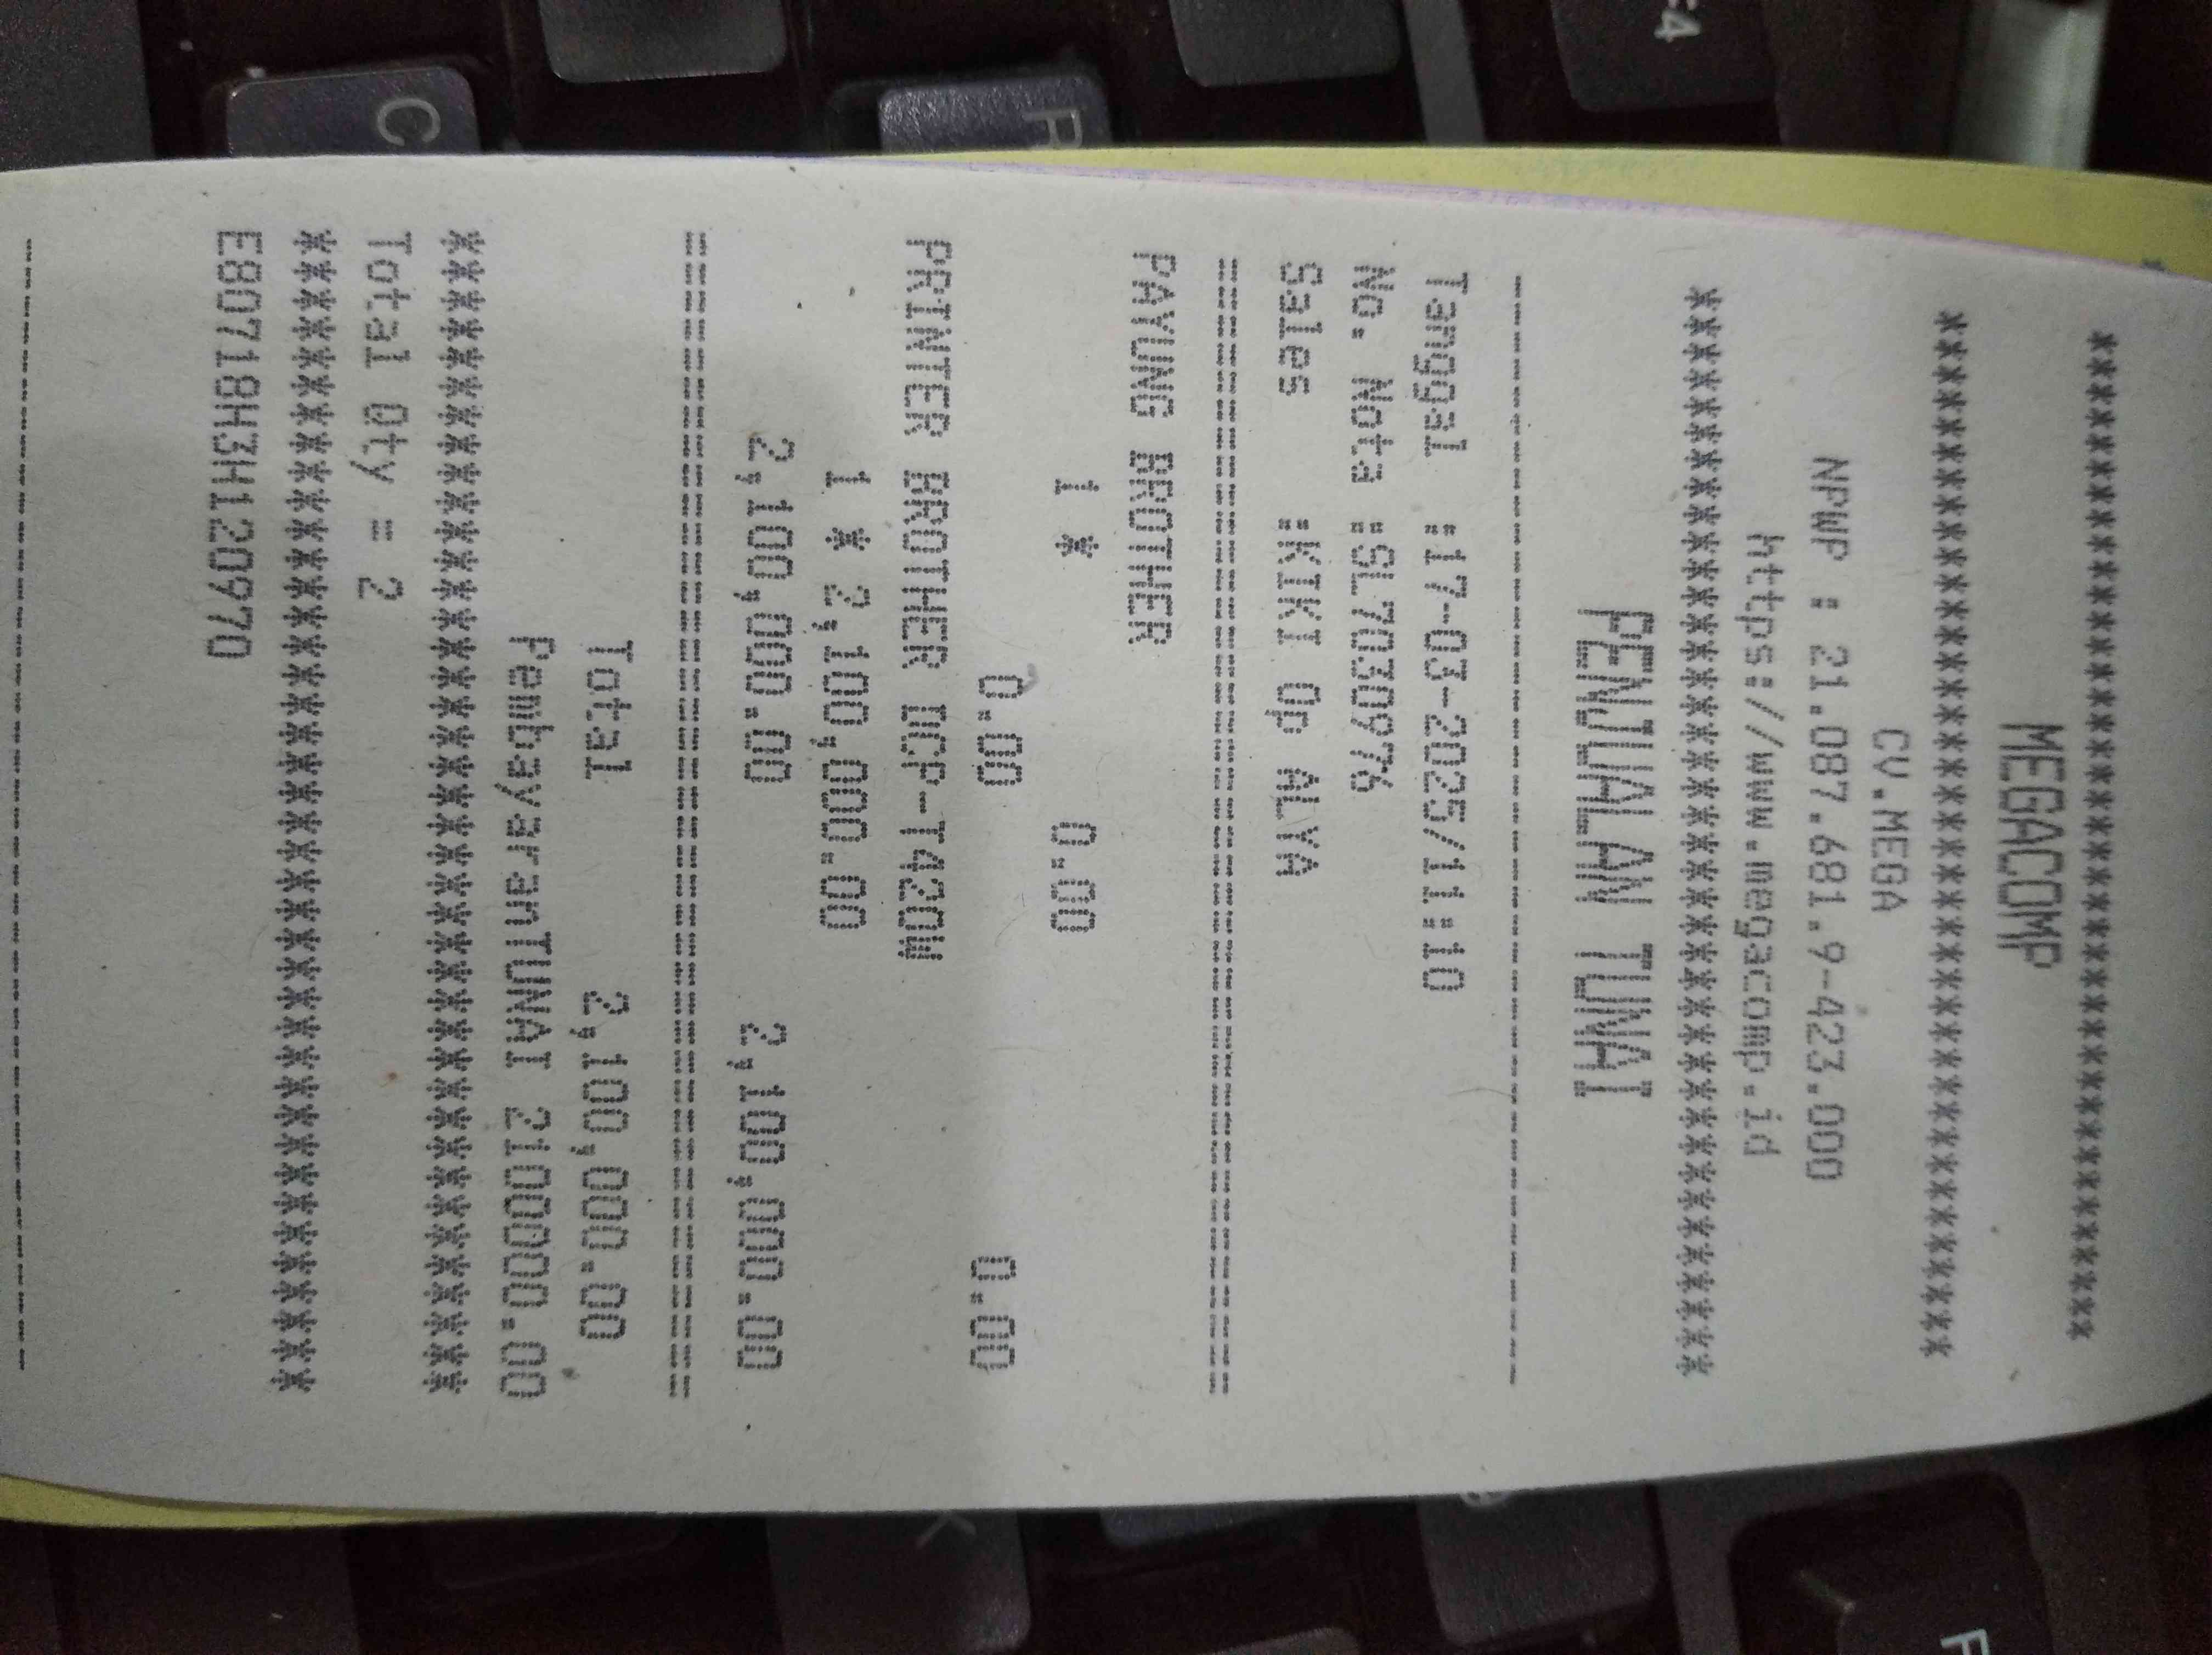 ****************************************
MEGACOMP
****************************************
CV.MEGA
NPWP : 21.087.681.9-423.000
https://www.megacomp.id
****************************************
PENJUALAN TUNAI
----------------------------------------
Tanggal :17-03-2025/11:10
No. Nota :SL7030976
Sales :KIKI Op ALYA
========================================
PAYUNG BROTHER
* 1 0.00
0.00 0.00
PRINTER BROTHER DCP-T420W
1 * 2,100,000.00
2,100,000.00 2,100,000.00
========================================
Total 2,100,000.00
PembayaranTUNAI 2100000.00
****************************************
Total Qty = 2
****************************************
E80718H3H120970
----------------------------------------
C
R
F4
K
F